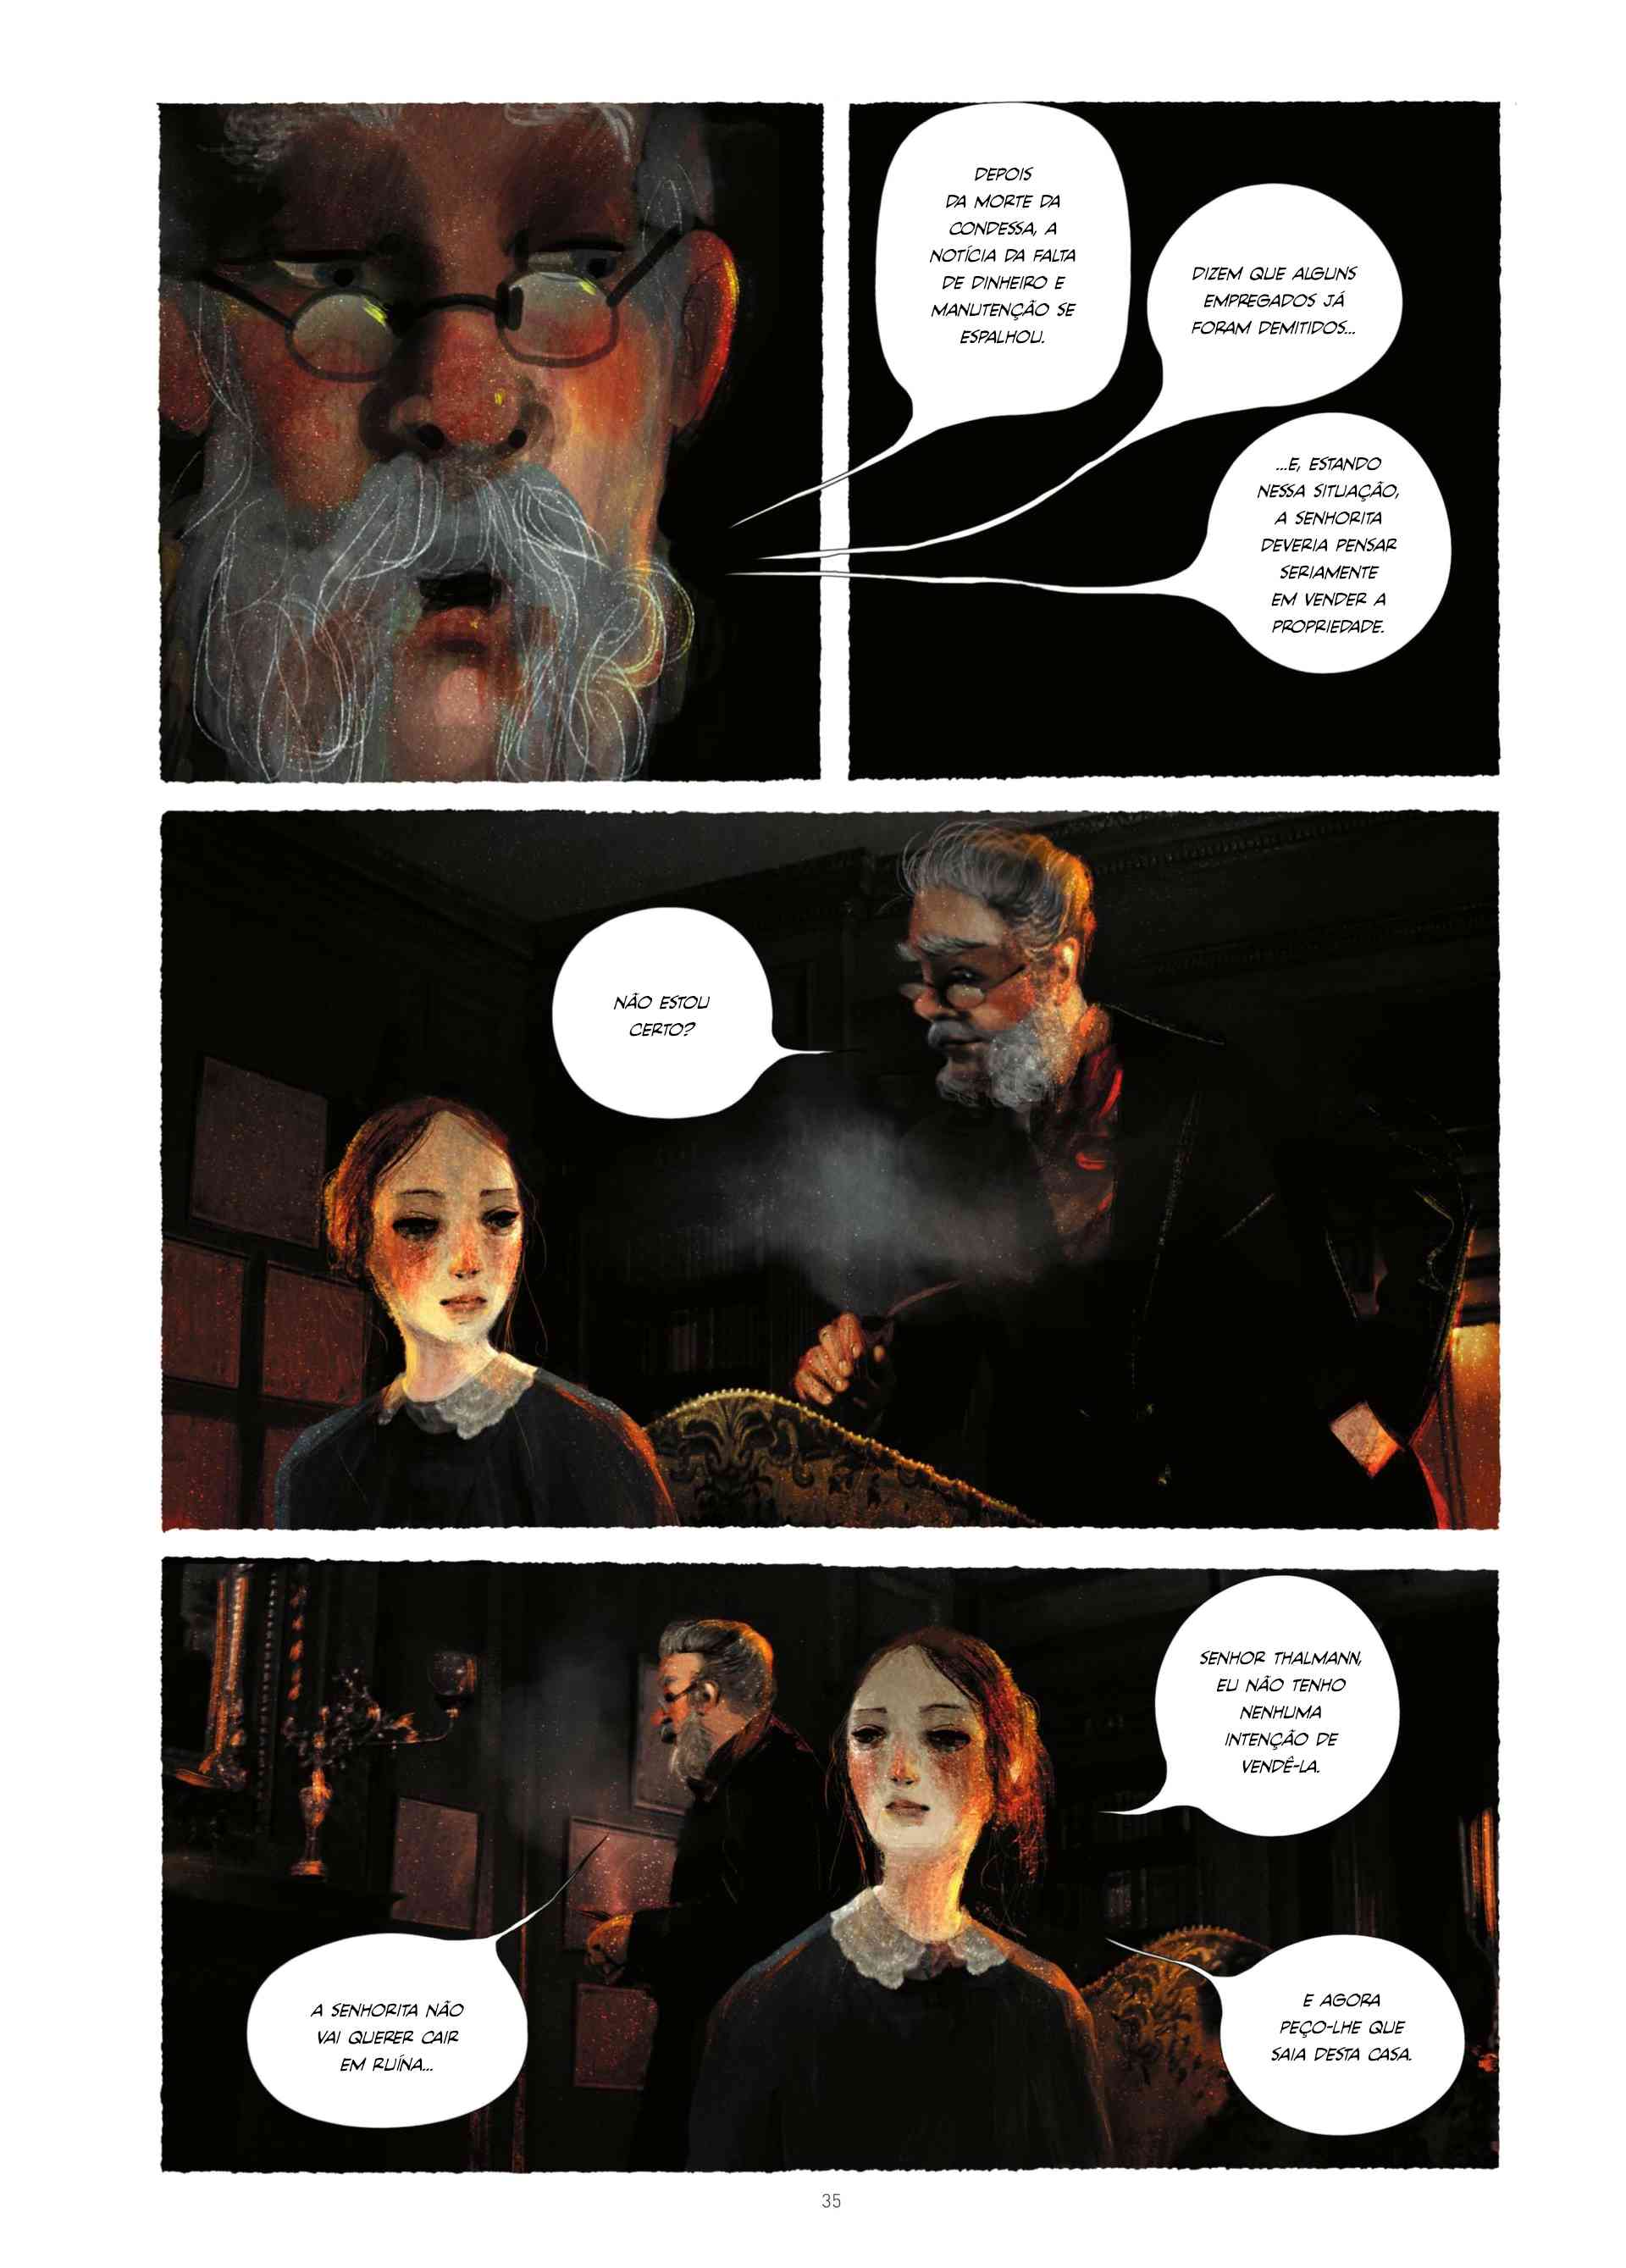 DEPOIS
DA MORTE DA
CONDESSA, A
NOTÍCIA DA FALTA
DE DINHEIRO E
MANUTENÇÃO SE
ESPALHOU.
DIZEM QUE ALGUNS
EMPREGADOS JÁ
FORAM DEMITIDOS...
...E, ESTANDO
NESSA SITUAÇÃO,
A SENHORITA
DEVERIA PENSAR
SERIAMENTE
EM VENDER A
PROPRIEDADE.
NÃO ESTOU
CERTO?
SENHOR THALMANN,
EU NÃO TENHO
NENHUMA
INTENÇÃO DE
VENDÊ-LA.
A SENHORITA NÃO
VAI QUERER CAIR
EM RUÍNA...
E AGORA
PEÇO-LHE QUE
SAIA DESTA CASA.
35